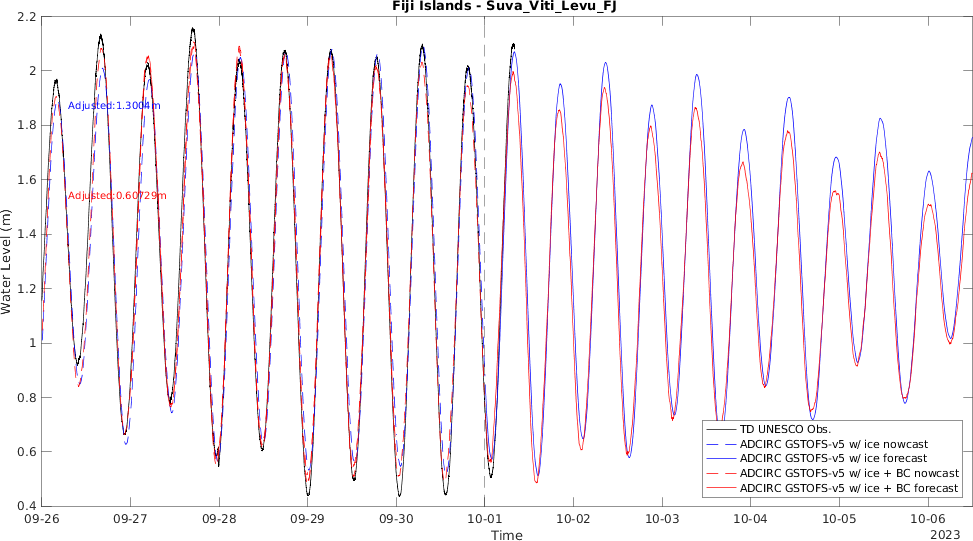 Fiji Islands - Suva_Viti_Levu_FJ
Water Level (m)
2.2
2
1.8
1.6
1.4
1.2
1
0.8
0.6
0.4
Adjusted:1.3004m
Adjusted:0.60729m
TD UNESCO Obs.
ADCIRC GSTOFS-v5 w/ ice nowcast
ADCIRC GSTOFS-v5 w/ ice forecast
ADCIRC GSTOFS-v5 w/ ice + BC nowcast
ADCIRC GSTOFS-v5 w/ ice + BC forecast
09-26 09-27 09-28 09-29 09-30 10-01 10-02 10-03 10-04 10-05 10-06
Time
2023